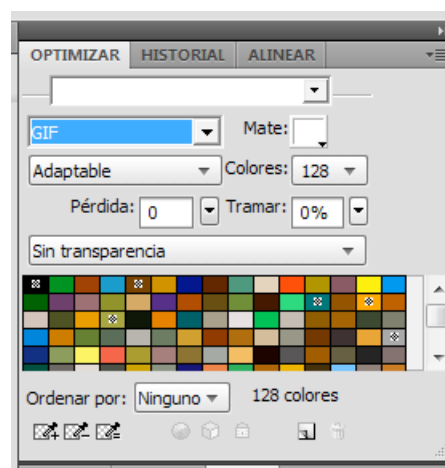 OPTIMIZAR HISTORIAL ALINEAR
GIF Mate:
Adaptable Colores: 128
Pérdida: 0 Tramar: 0%
Sin transparencia
Ordenar por: Ninguno 128 colores